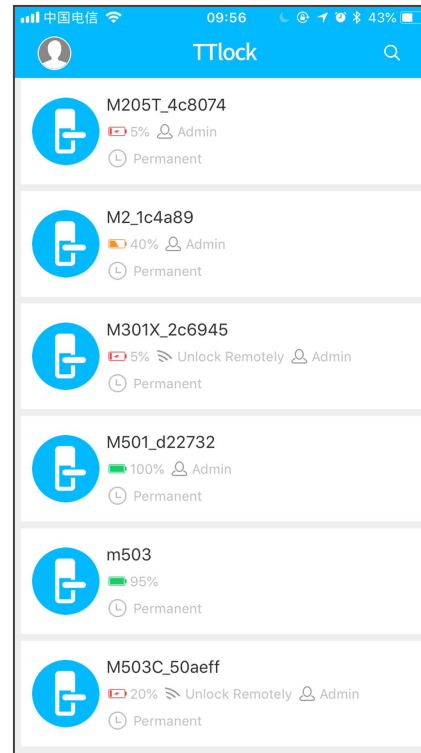 中国电信 09:56 43%
TTlock
M205T_4c8074
5% Admin
Permanent
M2_1c4a89
40% Admin
Permanent
M301X_2c6945
5% Unlock Remotely Admin
Permanent
M501_d22732
100% Admin
Permanent
m503
95%
Permanent
M503C_50aeff
20% Unlock Remotely Admin
Permanent